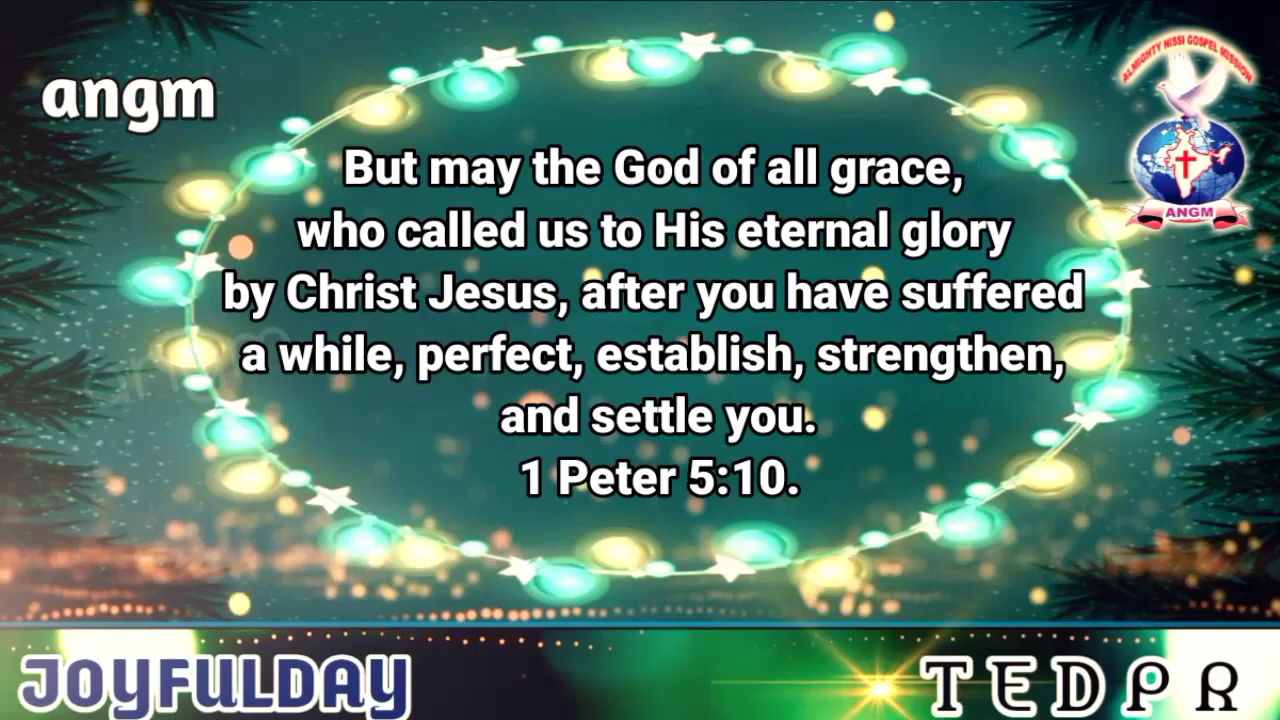 angm
ALMIGHTY NISSI GOSPEL MISSION
ANGM
But may the God of all grace,
who called us to His eternal glory
by Christ Jesus, after you have suffered
a while, perfect, establish, strengthen,
and settle you.
1 Peter 5:10.
JOYFULDAY
TEDPR